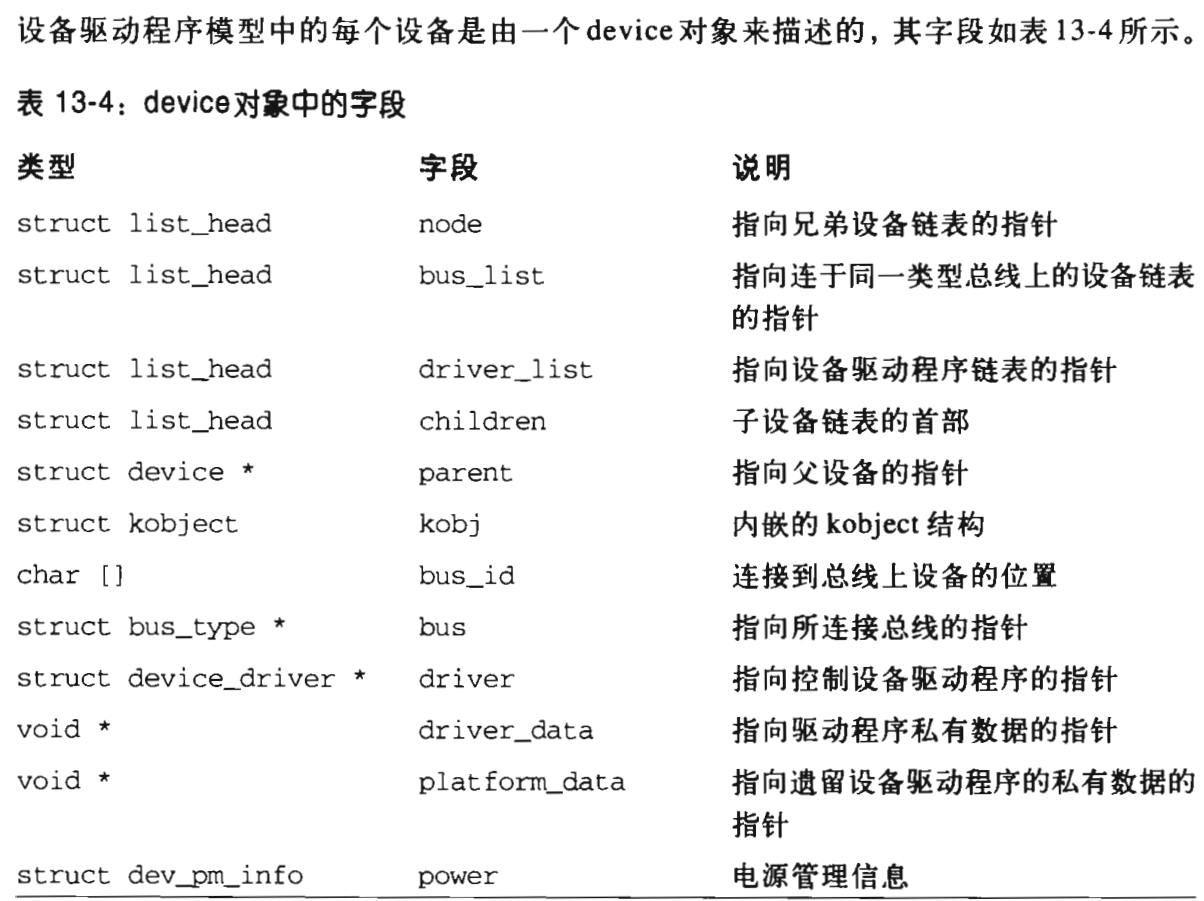 设备驱动程序模型中的每个设备是由一个device对象来描述的，其字段如表13-4所示。
表 13-4：device对象中的字段
类型 字段 说明
struct list_head node 指向兄弟设备链表的指针
struct list_head bus_list 指向连于同一类型总线上的设备链表
的指针
struct list_head driver_list 指向设备驱动程序链表的指针
struct list_head children 子设备链表的首部
struct device * parent 指向父设备的指针
struct kobject kobj 内嵌的 kobject 结构
char [] bus_id 连接到总线上设备的位置
struct bus_type * bus 指向所连接总线的指针
struct device_driver * driver 指向控制设备驱动程序的指针
void * driver_data 指向驱动程序私有数据的指针
void * platform_data 指向遗留设备驱动程序的私有数据的
指针
struct dev_pm_info power 电源管理信息